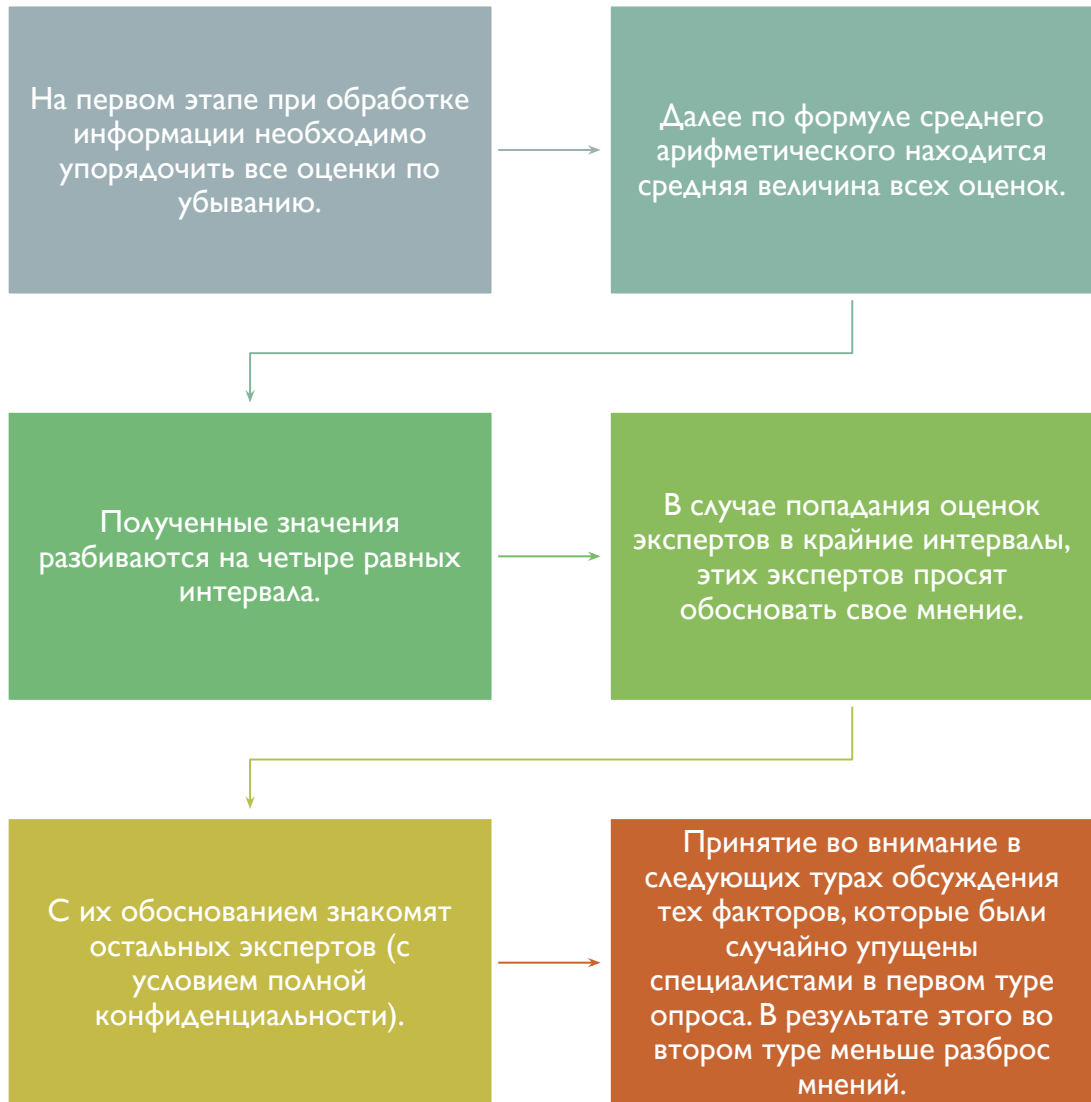 На первом этапе при обработке
информации необходимо
упорядочить все оценки по
убыванию.
Далее по формуле среднего
арифметического находится
средняя величина всех оценок.
Полученные значения
разбиваются на четыре равных
интервала.
В случае попадания оценок
экспертов в крайние интервалы,
этих экспертов просят
обосновать свое мнение.
С их обоснованием знакомят
остальных экспертов (с
условием полной
конфиденциальности).
Принятие во внимание в
следующих турах обсуждения
тех факторов, которые были
случайно упущены
специалистами в первом туре
опроса. В результате этого во
втором туре меньше разброс
мнений.